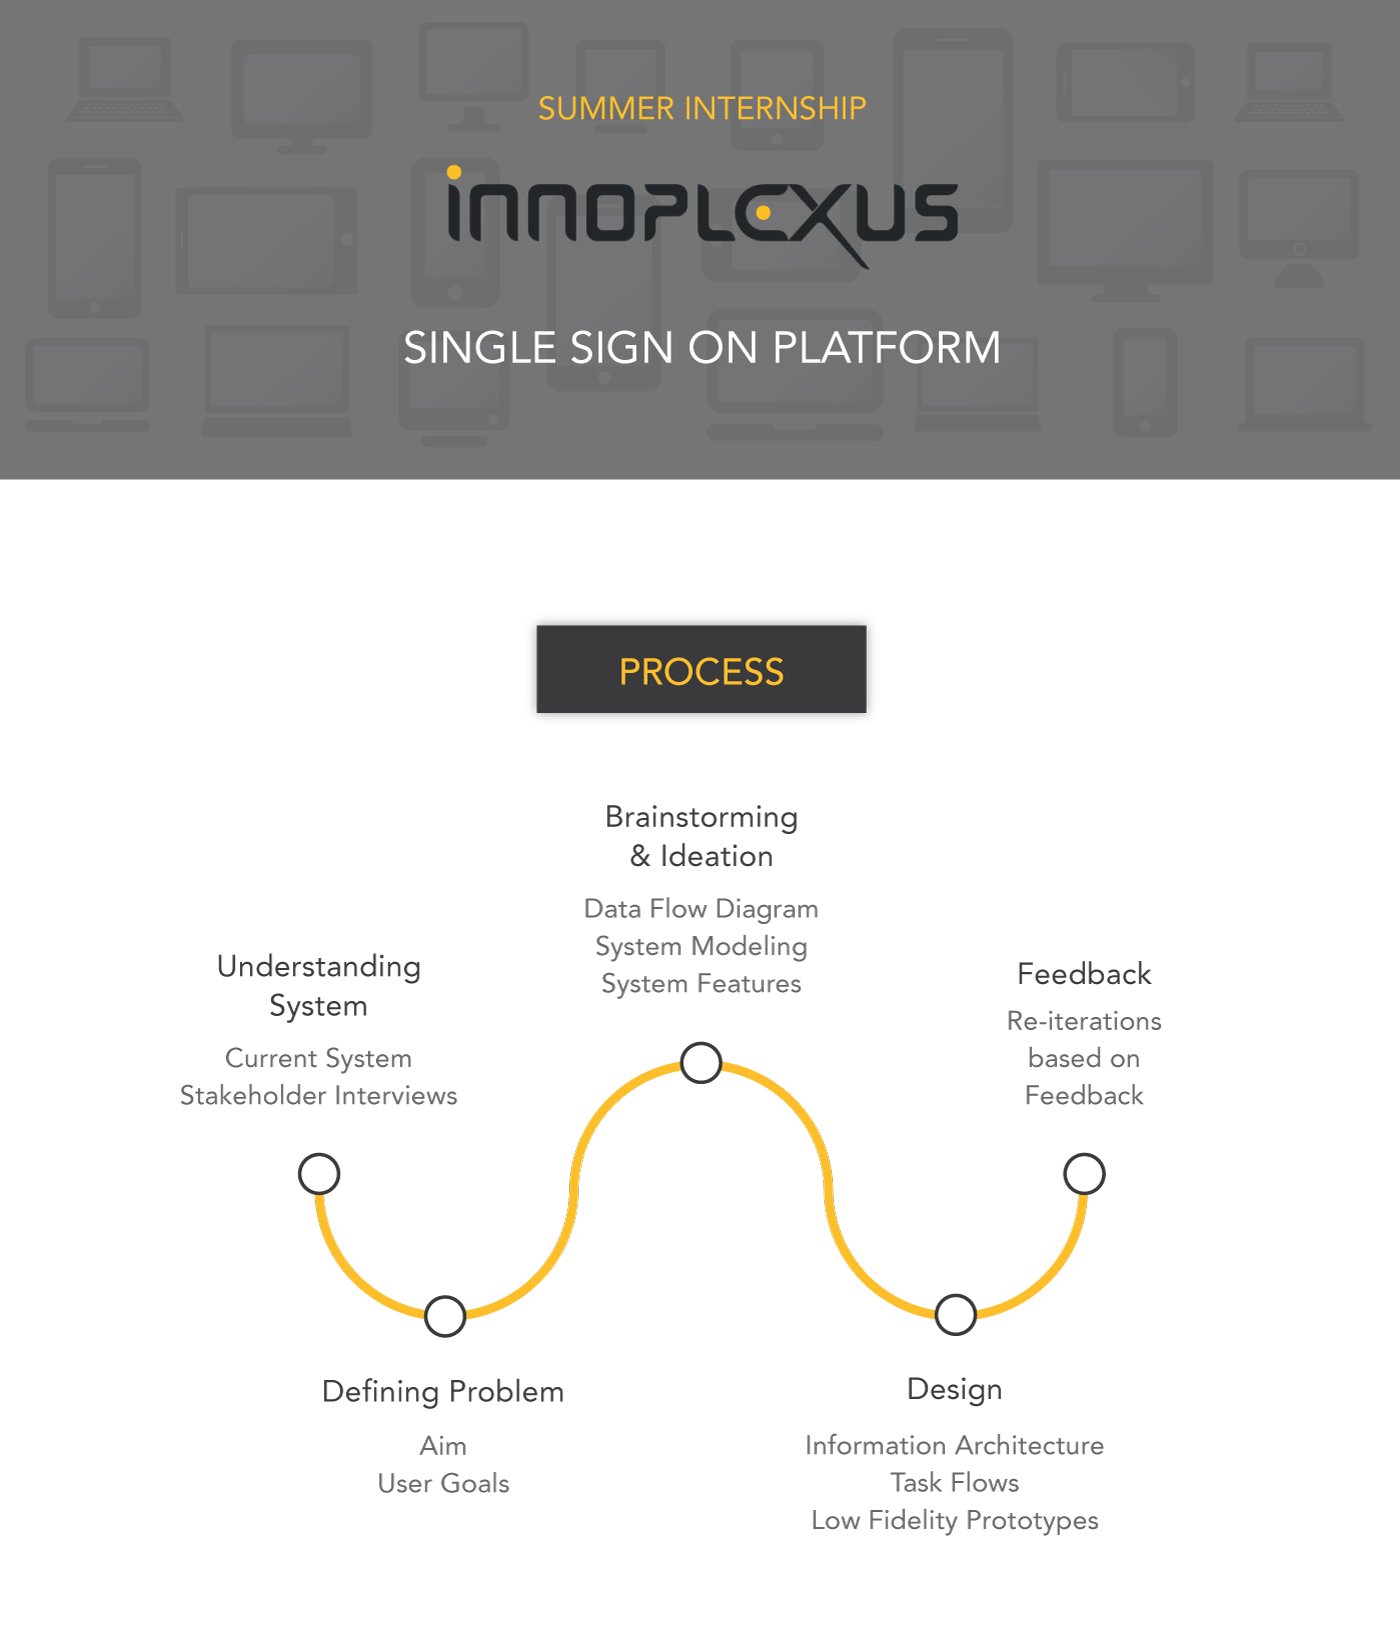 SUMMER INTERNSHIP
innoplexus
SINGLE SIGN ON PLATFORM
PROCESS
Understanding
System
Current System
Stakeholder Interviews
Defining Problem
Aim
User Goals
Brainstorming
& Ideation
Data Flow Diagram
System Modeling
System Features
Design
Information Architecture
Task Flows
Low Fidelity Prototypes
Feedback
Re-iterations
based on
Feedback